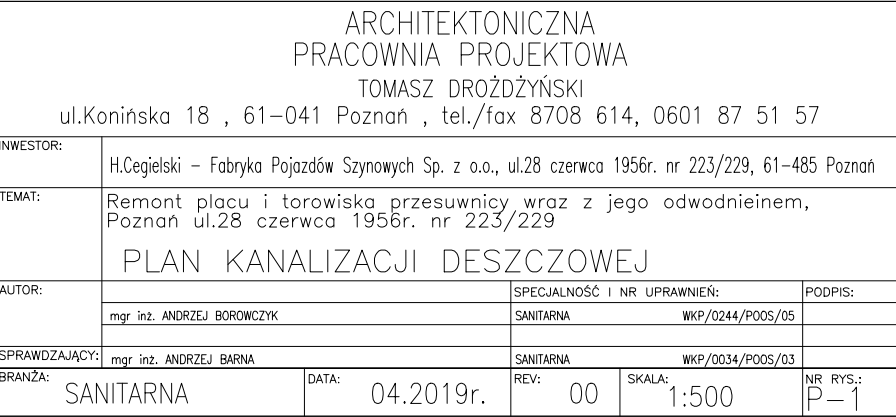 ARCHITEKTONICZNA
PRACOWNIA PROJEKTOWA
TOMASZ DROŻDŻYŃSKI
ul.Konińska 18 , 61-041 Poznań , tel./fax 8708 614, 0601 87 51 57
INWESTOR:
H.Cegielski - Fabryka Pojazdów Szynowych Sp. z o.o., ul.28 czerwca 1956r. nr 223/229, 61-485 Poznań
TEMAT:
Remont placu i torowiska przesuwnicy wraz z jego odwodnieinem,
Poznań ul.28 czerwca 1956r. nr 223/229
PLAN KANALIZACJI DESZCZOWEJ
AUTOR: SPECJALNOŚĆ I NR UPRAWNIEŃ: PODPIS:
mgr inż. ANDRZEJ BOROWCZYK SANITARNA WKP/0244/POOS/05
SPRAWDZAJĄCY: mgr inż. ANDRZEJ BARNA SANITARNA WKP/0034/POOS/03
BRANŻA: SANITARNA DATA: 04.2019r. REV: 00 SKALA: 1:500 NR RYS.: P-1